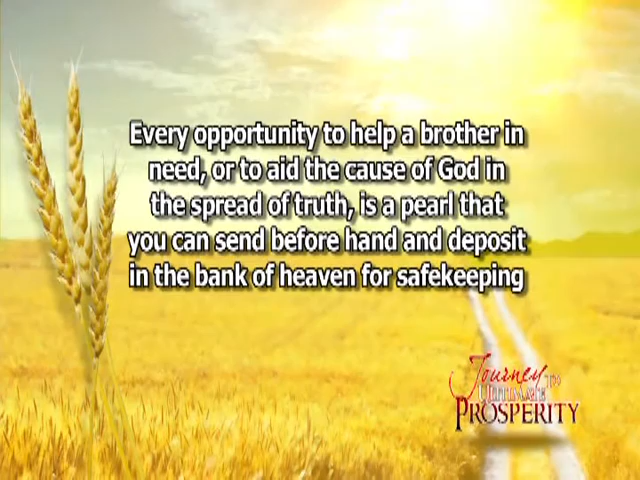 Every opportunity to help a brother in
need, or to aid the cause of God in
the spread of truth, is a pearl that
you can send before hand and deposit
in the bank of heaven for safekeeping
Journey TO
ULTIMATE
PROSPERITY